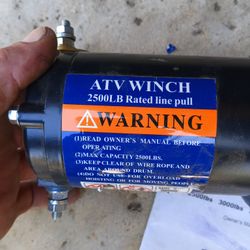 ATV WINCH
2500LB Rated line pull
WARNING
(1)READ OWNER'S MANUAL BEFORE
OPERATING.
(2)MAX CAPACITY 2500LBS.
(3)KEEP CLEAR OF WIRE ROPE AND
AREA AROUND DRUM.
(4)DO NOT USE FOR OVERLOAD
HOISTING OR FOR MOVING PEOPLE
3500lbs 3000lbs